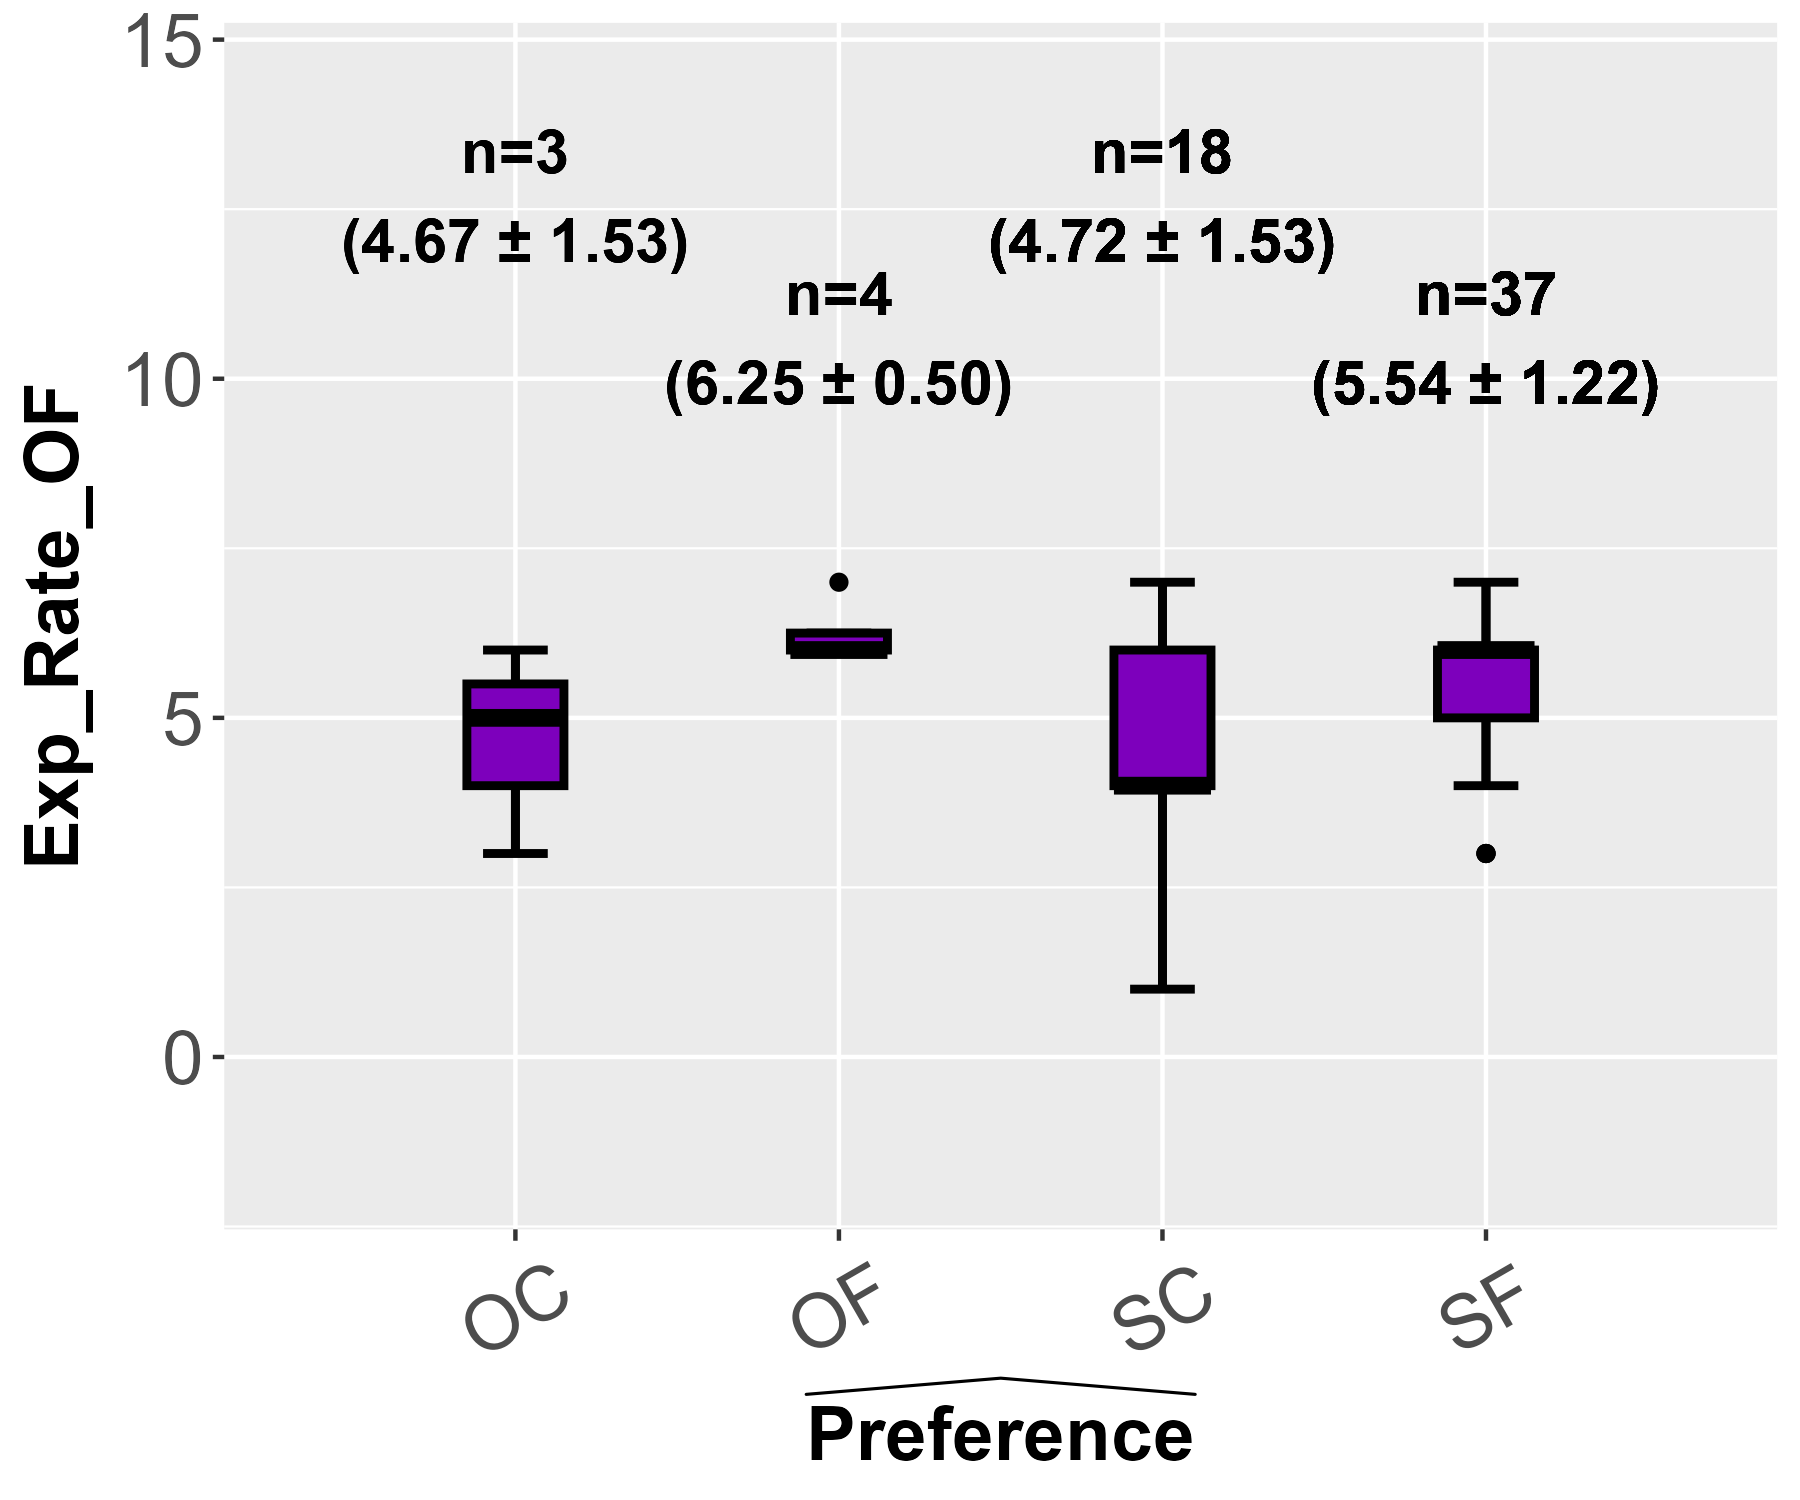 Exp_Rate_OF
15
10
5
0
n=3
(4.67 ± 1.53)
n=4
(6.25 ± 0.50)
n=18
(4.72 ± 1.53)
n=37
(5.54 ± 1.22)
OC
OF
SC
SF
Preference